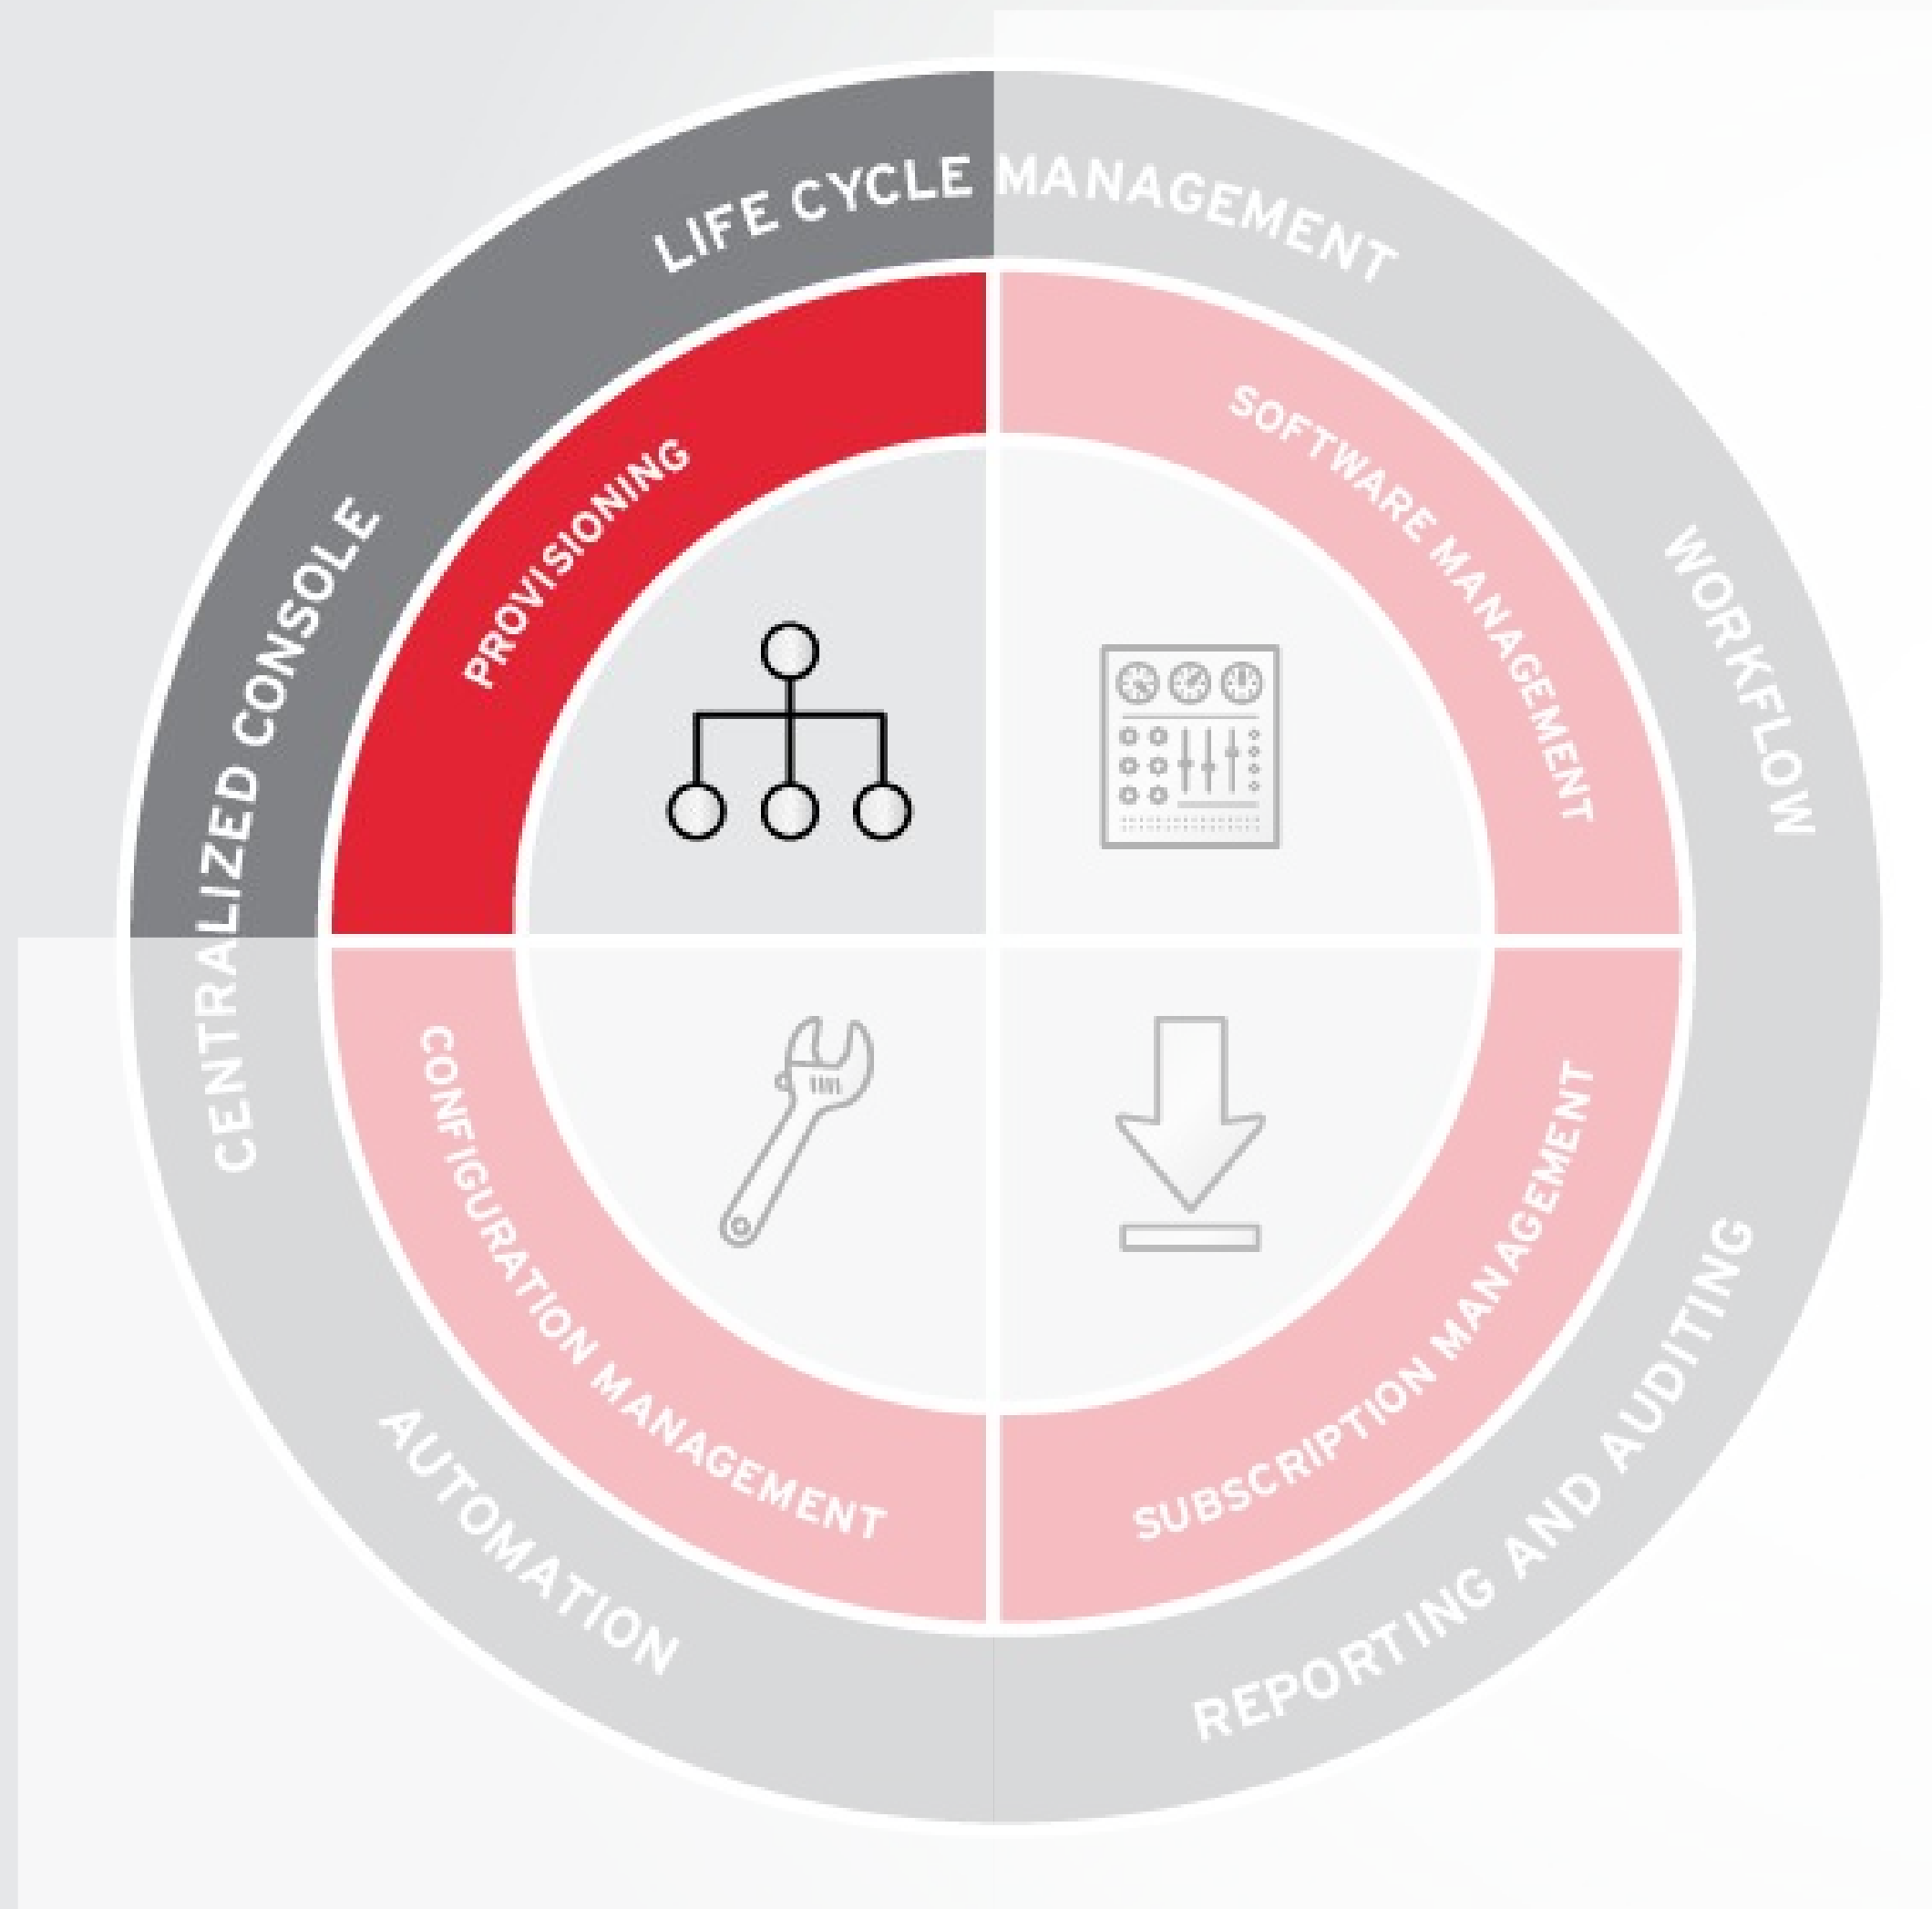 LIFE CYCLE MANAGEMENT
WORKFLOW
REPORTING AND AUDITING
AUTOMATION
CENTRALIZED CONSOLE
PROVISIONING
SOFTWARE MANAGEMENT
SUBSCRIPTION MANAGEMENT
CONFIGURATION MANAGEMENT